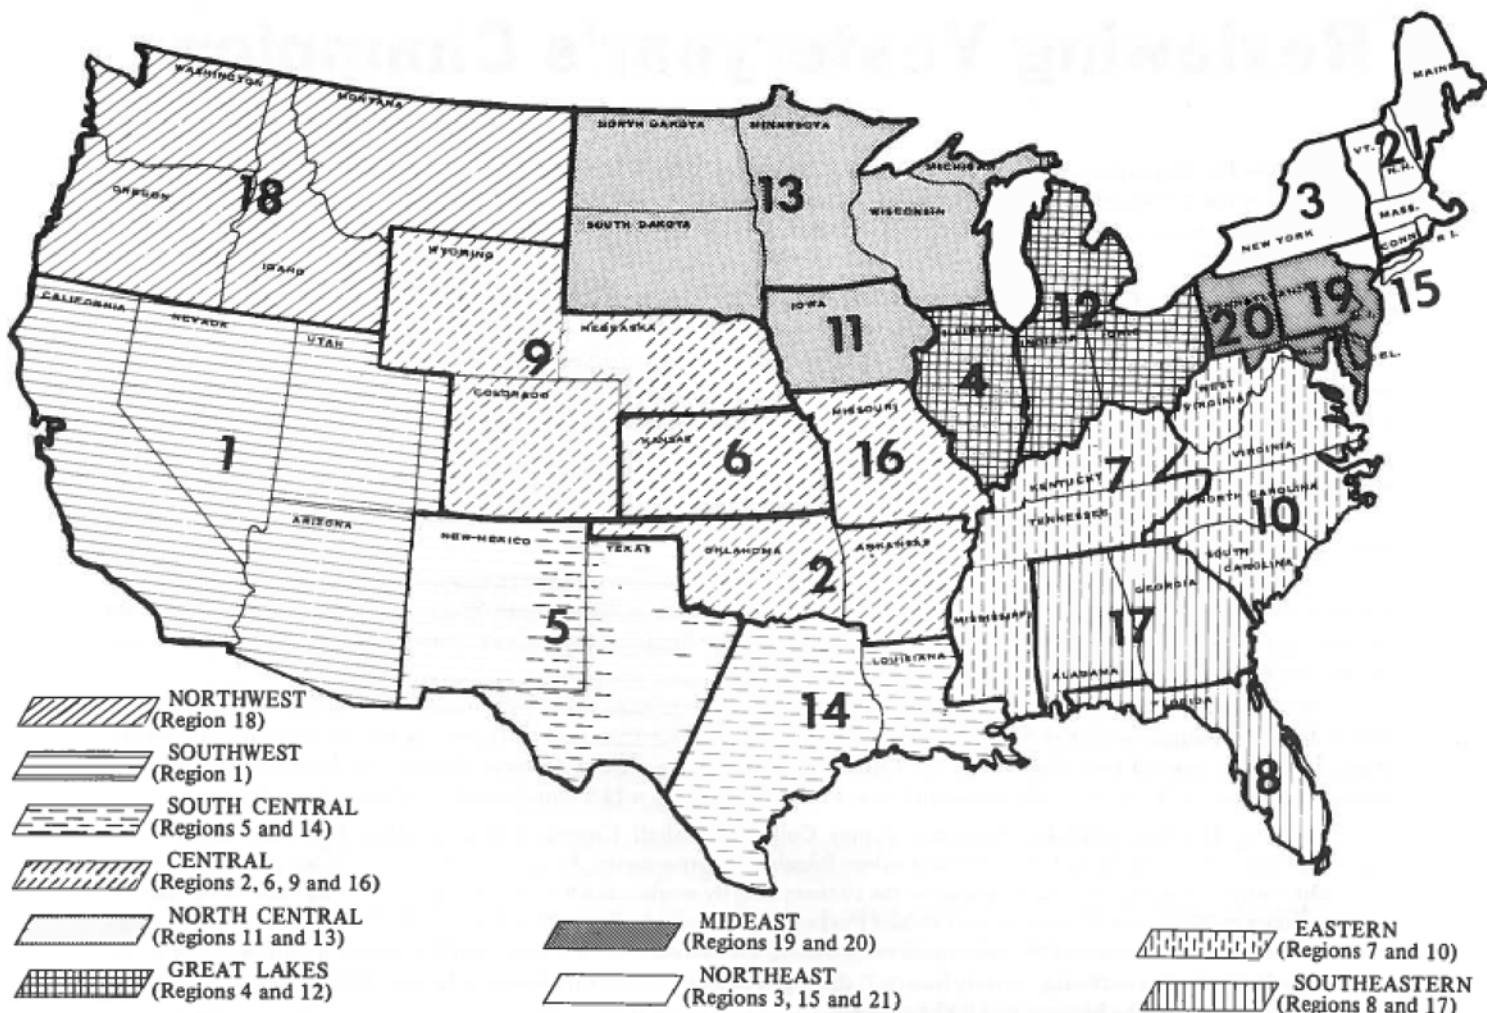 WASHINGTON
MONTANA
NORTH DAKOTA
MINNESOTA
MAINE
OREGON
18
IDAHO
SOUTH DAKOTA
13
MICHIGAN
WISCONSIN
VT.
21
N.H.
3
NEW YORK
MASS.
CONN
R I.
WYOMING
CALIFORNIA
NEVADA
UTAH
9
NEBRASKA
IOWA
11
ILLINOIS
INDIANA
12
OHIO
20
19
15
DEL.
COLORADO
4
MISSOURI
WEST
VIRGINIA
1
KANSAS
6
16
KENTUCKY
7
VIRGINIA
ARIZONA
NEW-MEXICO
TEXAS
OKLAHOMA
2
ARKANSAS
TENNESSEE
NORTH CAROLINA
10
SOUTH
CAROLINA
GEORGIA
5
MISSISSIPPI
17
ALABAMA
LOUISIANA
14
FLORIDA
8
NORTHWEST
(Region 18)
SOUTHWEST
(Region 1)
SOUTH CENTRAL
(Regions 5 and 14)
CENTRAL
(Regions 2, 6, 9 and 16)
NORTH CENTRAL
(Regions 11 and 13)
GREAT LAKES
(Regions 4 and 12)
MIDEAST
(Regions 19 and 20)
NORTHEAST
(Regions 3, 15 and 21)
EASTERN
(Regions 7 and 10)
SOUTHEASTERN
(Regions 8 and 17)